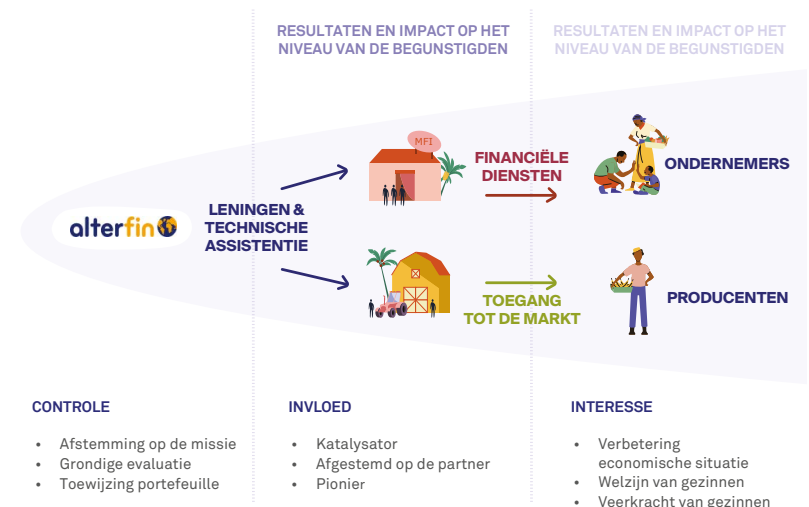 RESULTATEN EN IMPACT OP HET
NIVEAU VAN DE BEGUNSTIGDEN
RESULTATEN EN IMPACT OP HET
NIVEAU VAN DE BEGUNSTIGDEN
MFI
FINANCIËLE
DIENSTEN
ONDERNEMERS
alterfin
LENINGEN &
TECHNISCHE
ASSISTENTIE
TOEGANG
TOT DE MARKT
PRODUCENTEN
CONTROLE
• Afstemming op de missie
• Grondige evaluatie
• Toewijzing portefeuille
INVLOED
• Katalysator
• Afgestemd op de partner
• Pionier
INTERESSE
• Verbetering
economische situatie
• Welzijn van gezinnen
• Veerkracht van gezinnen